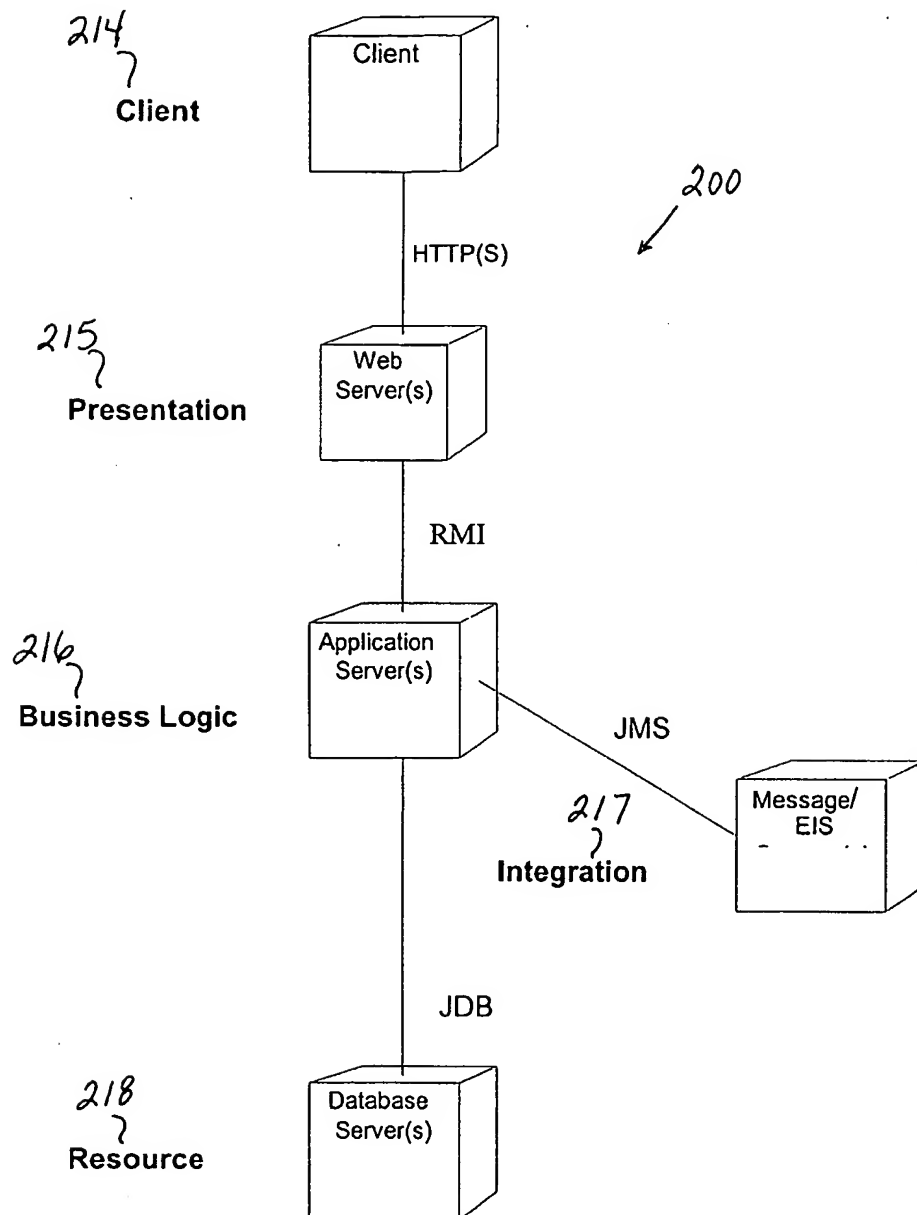 214
Client
Client
200
HTTP(S)
215
Presentation
Web
Server(s)
RMI
216
Business Logic
Application
Server(s)
JMS
217
Integration
Message/
EIS
JDB
218
Resource
Database
Server(s)